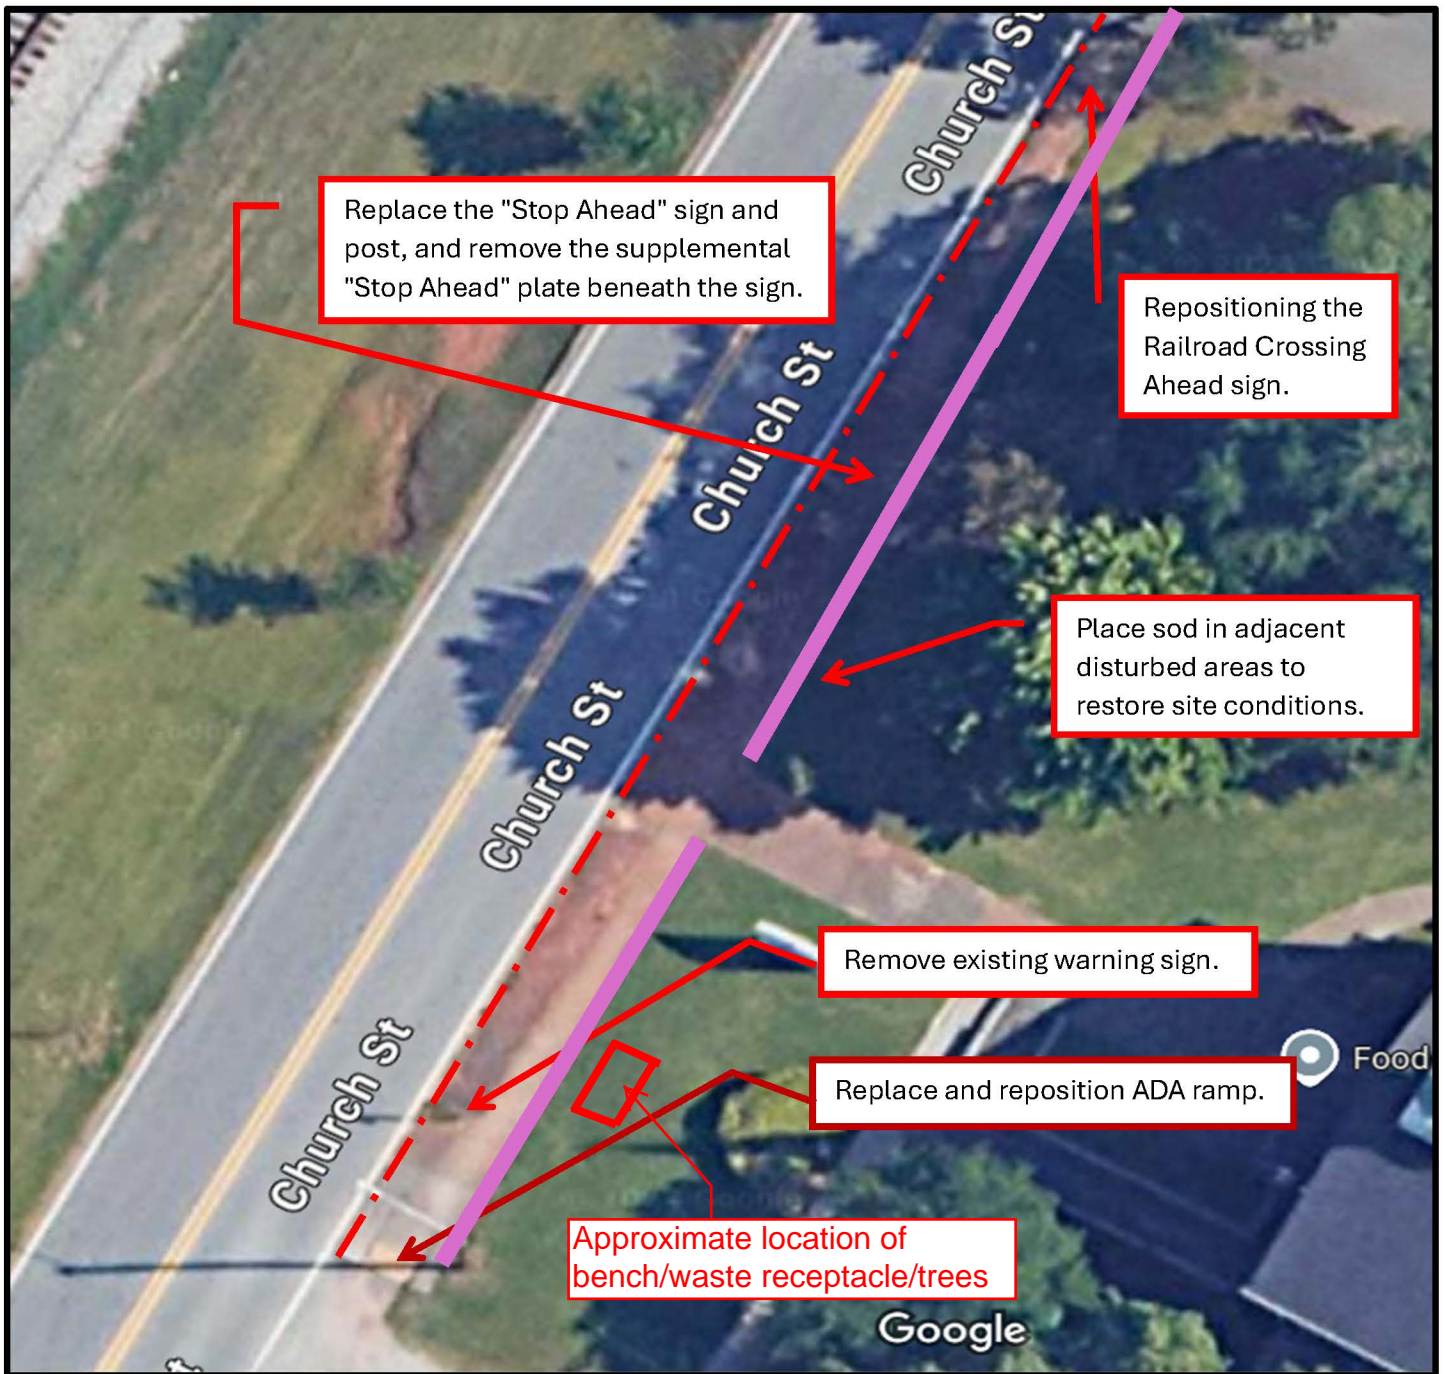 Church St
Replace the "Stop Ahead" sign and
post, and remove the supplemental
"Stop Ahead" plate beneath the sign.
Repositioning the
Railroad Crossing
Ahead sign.
Church St
Place sod in adjacent
disturbed areas to
restore site conditions.
Church St
Remove existing warning sign.
Food
Replace and reposition ADA ramp.
Church St
Approximate location of
bench/waste receptacle/trees
Google